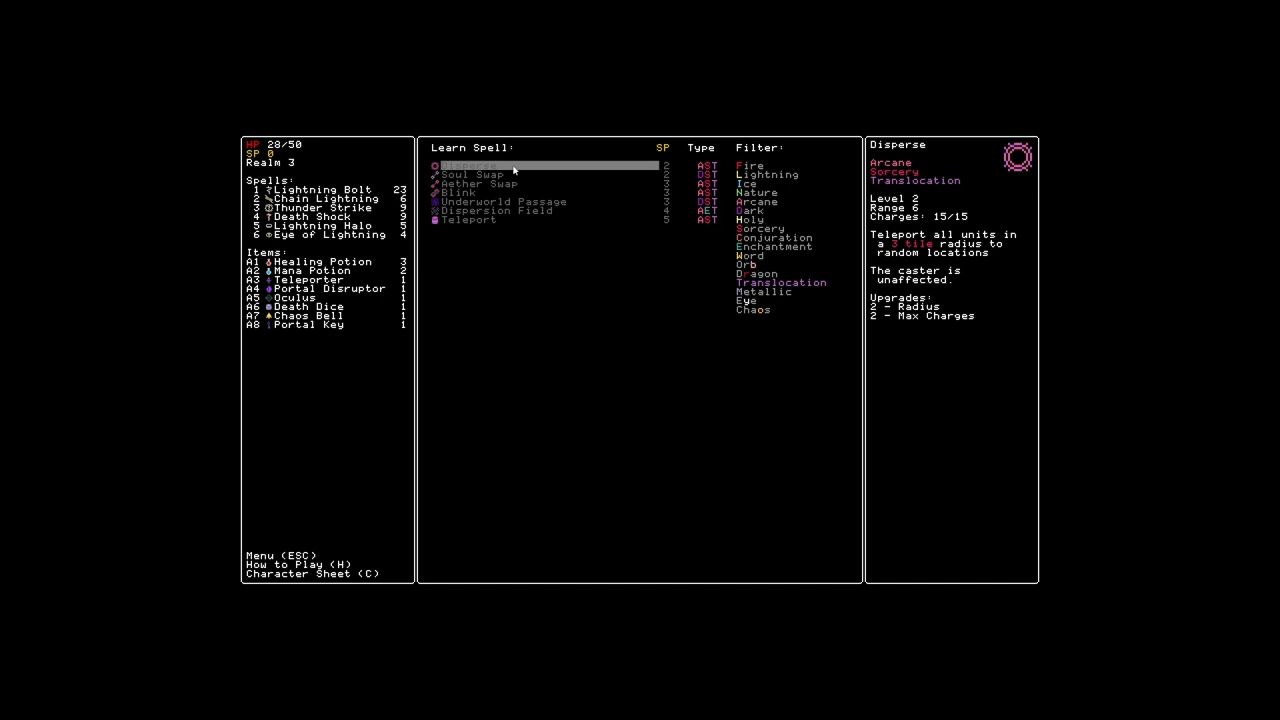 HP 28/50
SP 0
Realm 3
Spells:
1 Lightning Bolt 23
2 Chain Lightning 6
3 Thunder Strike 9
4 Death Shock 9
5 Lightning Halo 5
6 Eye of Lightning 4
Items:
A1 Healing Potion 3
A2 Mana Potion 2
A3 Teleporter 1
A4 Portal Disruptor 1
A5 Oculus 1
A6 Death Dice 1
A7 Chaos Bell 1
A8 Portal Key 1
Menu (ESC)
How to Play (H)
Character Sheet (C)
Learn Spell: SP Type Filter:
Disperse 2 AST
Soul Swap 2 DST
Aether Swap 3 AST
Blink 3 AST
Underworld Passage 3 DST
Dispersion Field 4 AET
Teleport 5 AST
Fire
Lightning
Ice
Nature
Arcane
Dark
Holy
Sorcery
Conjuration
Enchantment
Word
Orb
Dragon
Translocation
Metallic
Eye
Chaos
Disperse
Arcane
Sorcery
Translocation
Level 2
Range 6
Charges: 15/15
Teleport all units in
a 3 tile radius to
random locations
The caster is
unaffected.
Upgrades:
2 - Radius
2 - Max Charges